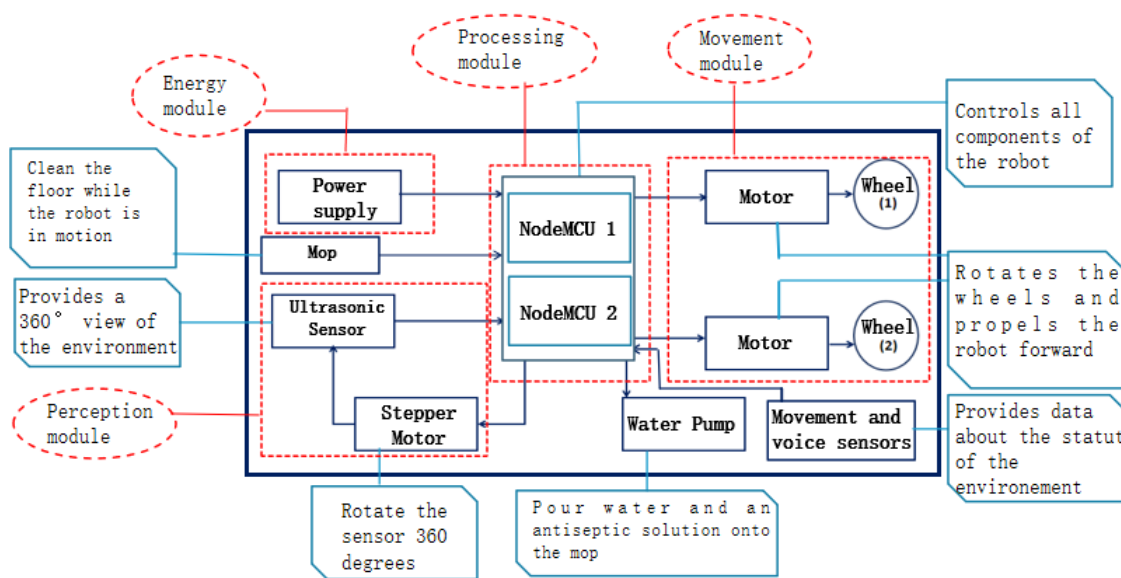 Processing
module
Movement
module
Energy
module
Controls all
components of
the robot
Clean the
floor while
the robot is
in motion
Power
supply
NodeMCU 1
Motor
Wheel
(1)
Mop
Provides a
360° view of
the environment
Ultrasonic
Sensor
NodeMCU 2
Motor
Wheel
(2)
Rotates the
wheels and
propels the
robot forward
Perception
module
Stepper
Motor
Water Pump
Movement and
voice sensors
Provides data
about the statut
of the
environement
Rotate the
sensor 360
degrees
Pour water and an
antiseptic solution onto
the mop